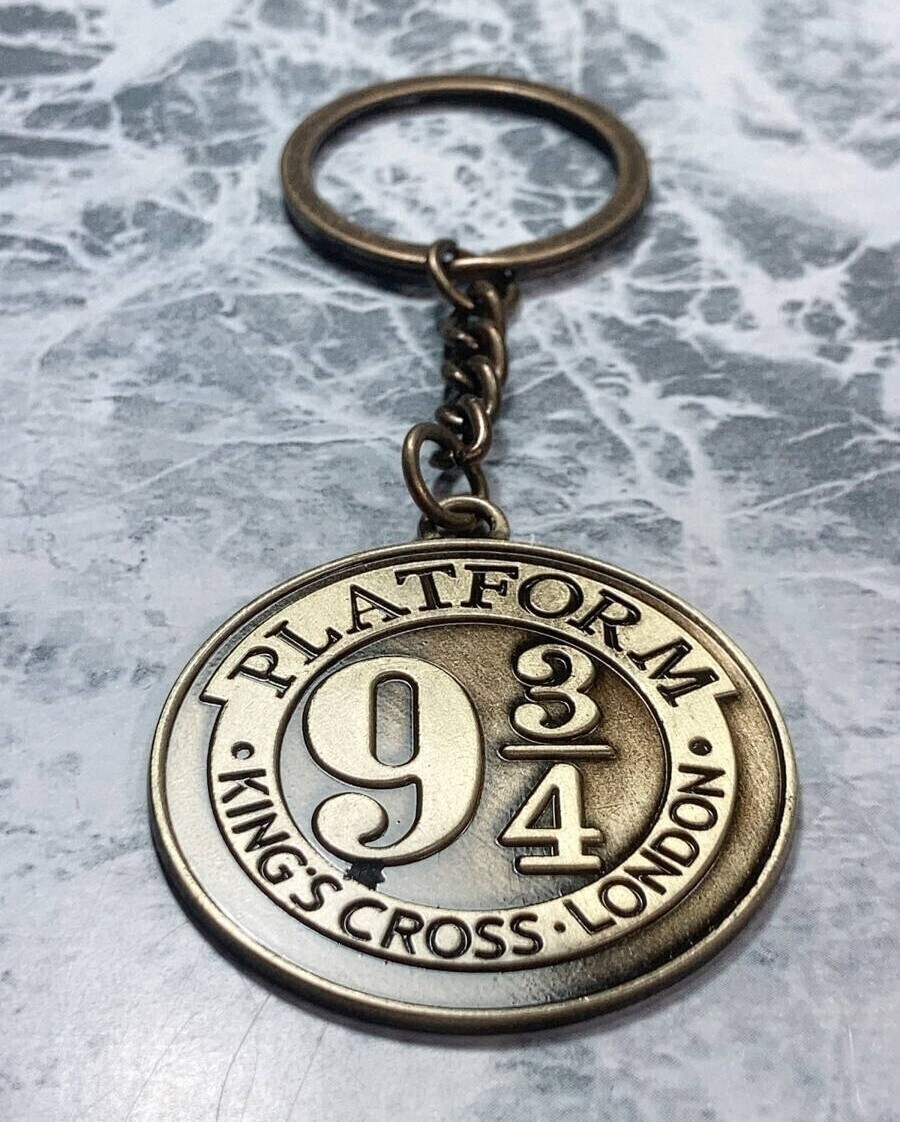 PLATFORM
9 3/4
• KING'S CROSS · LONDON •